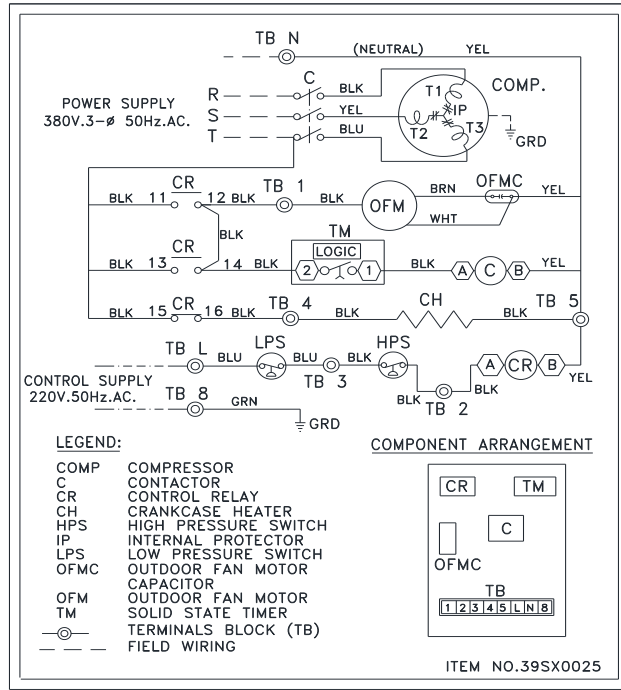 TB N (NEUTRAL) YEL
C
R BLK T1 COMP.
POWER SUPPLY S YEL IP
380V.3-ø 50Hz.AC. T BLU T2 T3
GRD
CR TB 1 BRN OFMC YEL
BLK 11 12 BLK BLK OFM
WHT
BLK
CR TM
LOGIC
BLK 13 14 BLK 2 1 BLK A C B YEL
CR TB 4 CH TB 5
BLK 15 16 BLK BLK BLK
TB L LPS HPS
BLU BLU BLK A CR B
CONTROL SUPPLY TB 3 YEL
220V.50Hz.AC. TB 8 BLK TB 2 BLK
GRN
GRD
LEGEND:
COMP COMPRESSOR
C CONTACTOR
CR CONTROL RELAY
CH CRANKCASE HEATER
HPS HIGH PRESSURE SWITCH
IP INTERNAL PROTECTOR
LPS LOW PRESSURE SWITCH
OFMC OUTDOOR FAN MOTOR
CAPACITOR
OFM OUTDOOR FAN MOTOR
TM SOLID STATE TIMER
TERMINALS BLOCK (TB)
FIELD WIRING
COMPONENT ARRANGEMENT
CR TM
C
OFMC
TB
1 2 3 4 5 L N 8
ITEM NO.39SX0025